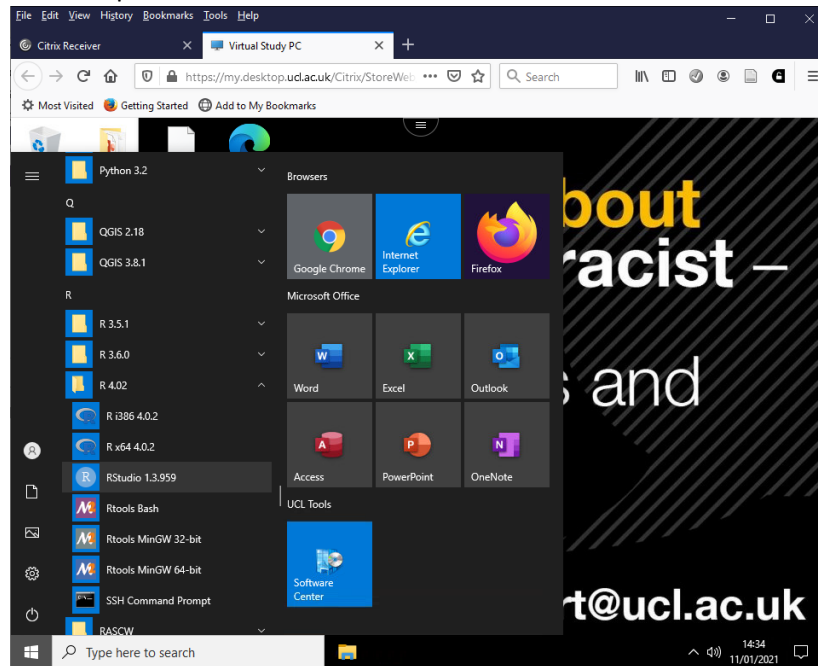 File Edit View History Bookmarks Tools Help
Citrix Receiver
Virtual Study PC
https://my.desktop.ucl.ac.uk/Citrix/StoreWeb
Search
Most Visited
Getting Started
Add to My Bookmarks
Python 3.2
Q
QGIS 2.18
QGIS 3.8.1
R
R 3.5.1
R 3.6.0
R 4.02
R i386 4.0.2
R x64 4.0.2
RStudio 1.3.959
Rtools Bash
Rtools MinGW 32-bit
Rtools MinGW 64-bit
SSH Command Prompt
RASCW
Browsers
Google Chrome
Internet
Explorer
Firefox
Microsoft Office
Word
Excel
Outlook
Access
PowerPoint
OneNote
UCL Tools
Software
Center
bout
racist –
s and
rt@ucl.ac.uk
Type here to search
14:34
11/01/2021